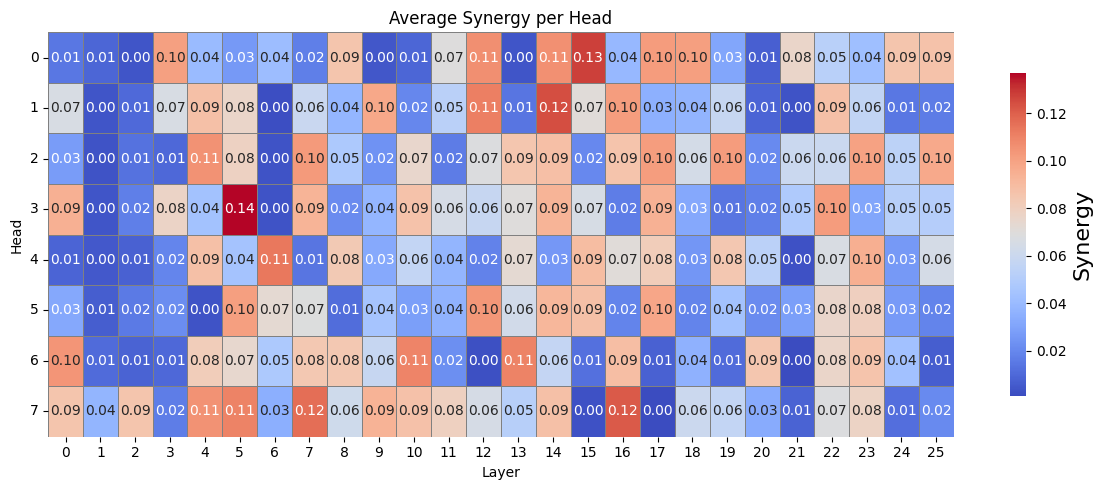 Average Synergy per Head
0 0.01 0.01 0.00 0.10 0.04 0.03 0.04 0.02 0.09 0.00 0.01 0.07 0.11 0.00 0.11 0.13 0.04 0.10 0.10 0.03 0.01 0.08 0.05 0.04 0.09 0.09
1 0.07 0.00 0.01 0.07 0.09 0.08 0.00 0.06 0.04 0.10 0.02 0.05 0.11 0.01 0.12 0.07 0.10 0.03 0.04 0.06 0.01 0.00 0.09 0.06 0.01 0.02
2 0.03 0.00 0.01 0.01 0.11 0.08 0.00 0.10 0.05 0.02 0.07 0.02 0.07 0.09 0.09 0.02 0.09 0.10 0.06 0.10 0.02 0.06 0.06 0.10 0.05 0.10
3 0.09 0.00 0.02 0.08 0.04 0.14 0.00 0.09 0.02 0.04 0.09 0.06 0.06 0.07 0.09 0.07 0.02 0.09 0.03 0.01 0.02 0.05 0.10 0.03 0.05 0.05
4 0.01 0.00 0.01 0.02 0.09 0.04 0.11 0.01 0.08 0.03 0.06 0.04 0.02 0.07 0.03 0.09 0.07 0.08 0.03 0.08 0.05 0.00 0.07 0.10 0.03 0.06
5 0.03 0.01 0.02 0.02 0.00 0.10 0.07 0.07 0.01 0.04 0.03 0.04 0.10 0.06 0.09 0.09 0.02 0.10 0.02 0.04 0.02 0.03 0.08 0.08 0.03 0.02
6 0.10 0.01 0.01 0.01 0.08 0.07 0.05 0.08 0.08 0.06 0.11 0.02 0.00 0.11 0.06 0.01 0.09 0.01 0.04 0.01 0.09 0.00 0.08 0.09 0.04 0.01
7 0.09 0.04 0.09 0.02 0.11 0.11 0.03 0.12 0.06 0.09 0.09 0.08 0.06 0.05 0.09 0.00 0.12 0.00 0.06 0.06 0.03 0.01 0.07 0.08 0.01 0.02
0 1 2 3 4 5 6 7 8 9 10 11 12 13 14 15 16 17 18 19 20 21 22 23 24 25
Layer
Head
0.12
0.10
0.08
0.06
0.04
0.02
Synergy